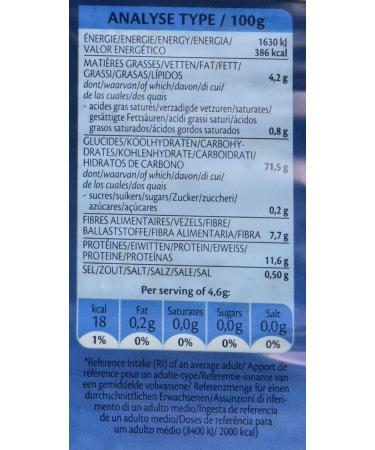 ANALYSE TYPE / 100g
ÉNERGIE/ENERGIE/ENERGY/ENERGIA/ 1630 kJ
VALOR ENERGÉTICO 386 kcal
MATIÈRES GRASSES/VETTEN/FAT/FETT/
GRASSI/GRASAS/LÍPIDOS 4,2 g
dont/waarvan/of which/davon/di cui/
de las cuales/dos quais
- acides gras saturés/verzadigde vetzuren/saturates/
gesättigte Fettsäuren/acidi grassi saturi/ácidos
grasos saturados/ácidos gordos saturados 0,8 g
GLUCIDES/KOOLHYDRATEN/CARBOHY-
DRATES/KOHLENHYDRATE/CARBOIDRATI/
HIDRATOS DE CARBONO 71,5 g
dont/waarvan/of which/davon/di cui/
de los cuales/dos quais
- sucres/suikers/sugars/Zucker/zuccheri/
azúcares/açúcares 0,2 g
FIBRES ALIMENTAIRES/VEZELS/FIBRE/
BALLASTSTOFFE/FIBRA ALIMENTARIA/FIBRA 7,7 g
PROTÉINES/EIWITTEN/PROTEIN/EIWEISS/
PROTEINE/PROTEÍNAS 11,6 g
SEL/ZOUT/SALT/SALZ/SALE/SAL 0,50 g
Per serving of 4,6g:
kcal Fat Saturates Sugars Salt
18 0,2g 0,0g 0,0g 0,0g
1% 0% 0% 0% 0%
*Reference Intake (RI) of an average adult/ Apport de
référence pour un adulte-type/Referentie-inname van
een gemiddelde volwassene/ Referenzmenge für einen
durchschnittlichen Erwachsenen/Assunzioni di riferi-
mento di un adulto medio/Ingesta de referencia
de un adulto medio/Doses de referência para
um adulto médio (8400 kJ/ 2000 kcal)